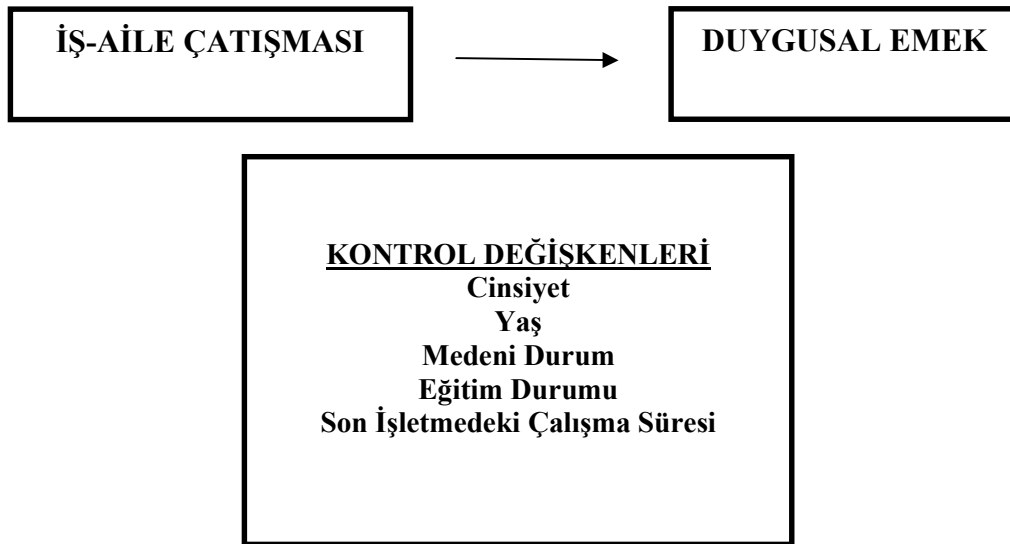 İŞ-AİLE ÇATIŞMASI
DUYGUSAL EMEK
KONTROL DEĞİŞKENLERİ
Cinsiyet
Yaş
Medeni Durum
Eğitim Durumu
Son İşletmedeki Çalışma Süresi